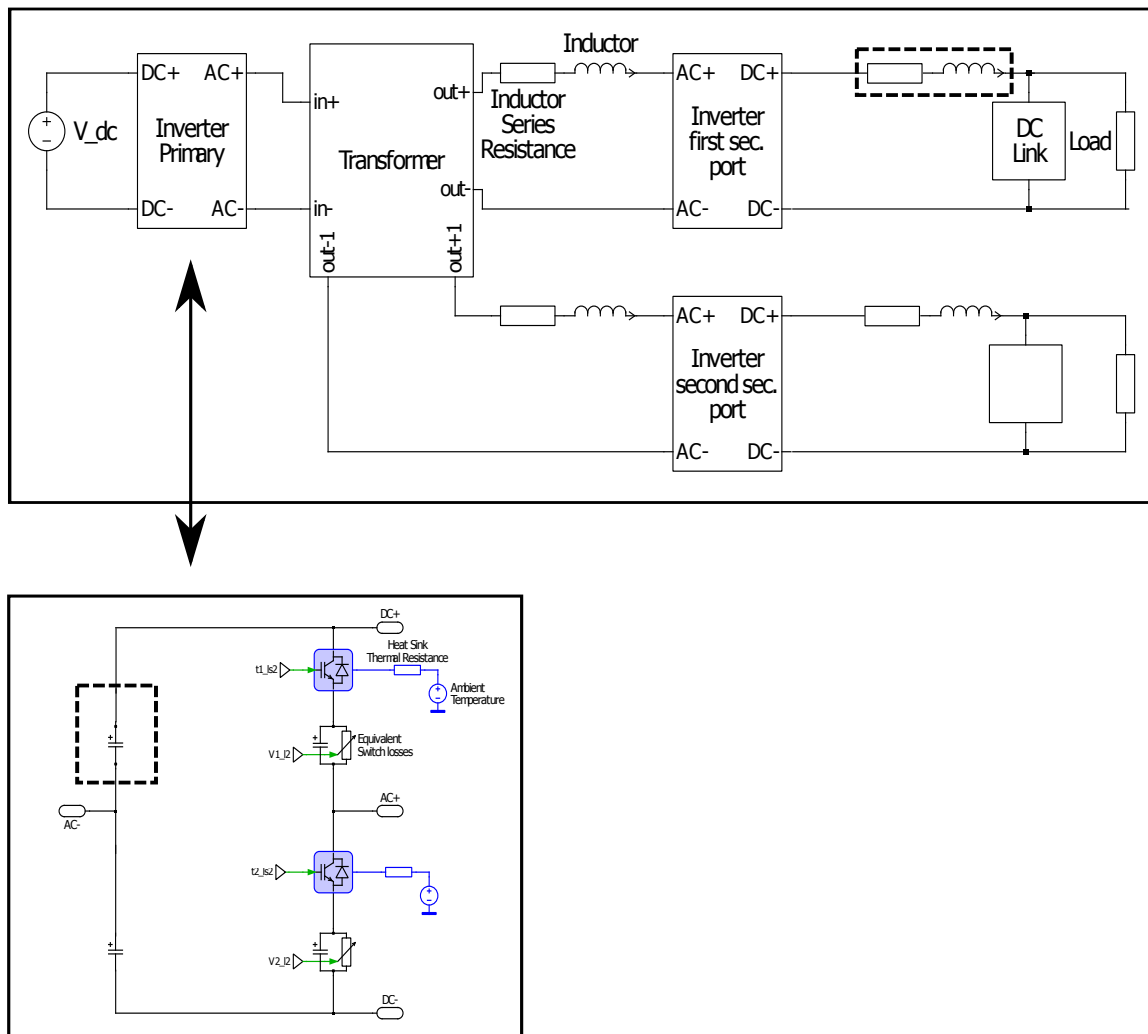 V_dc
DC+
AC+
Inverter
Primary
DC-
AC-
in+
in-
Transformer
out+
out-
out-1
out+1
Inductor
Inductor
Series
Resistance
AC+
DC+
Inverter
first sec.
port
AC-
DC-
DC
Link
Load
AC+
DC+
Inverter
second sec.
port
AC-
DC-
DC+
t1_ls2
Heat Sink
Thermal Resistance
Ambient
Temperature
+
V1_l2
Equivalent
Switch losses
+
AC-
AC+
t2_ls2
+
V2_l2
+
DC-